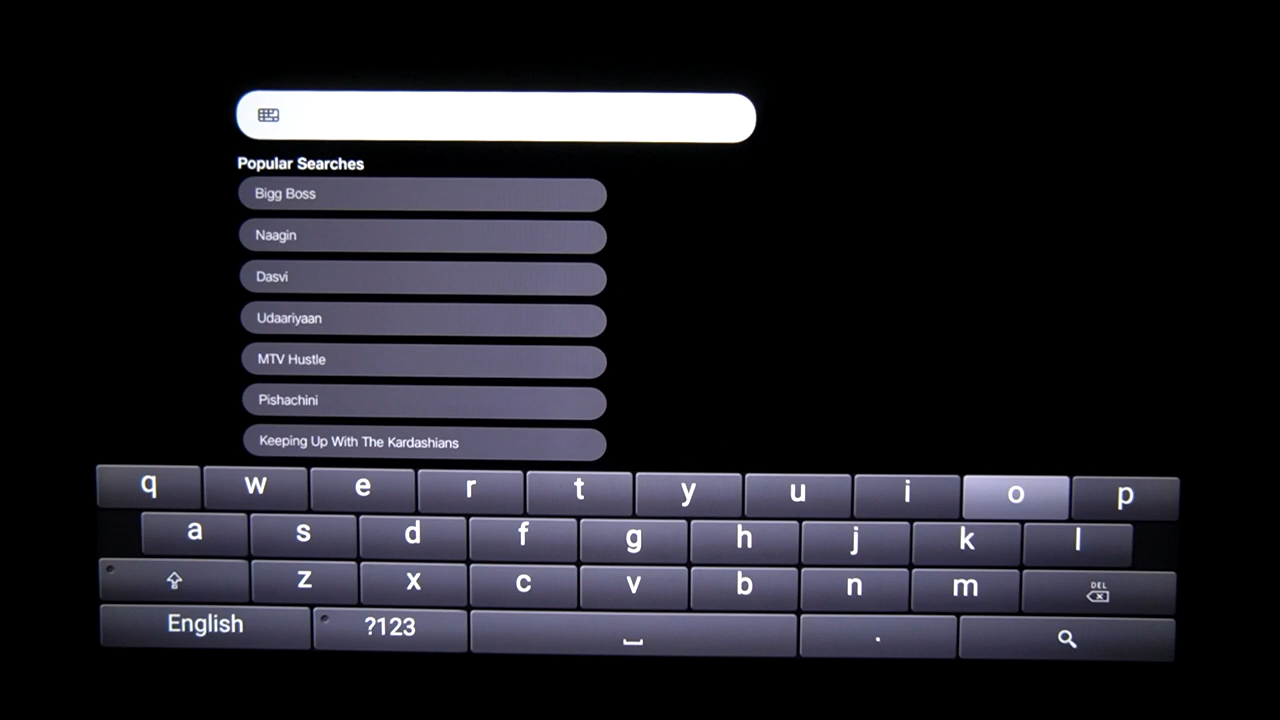 Popular Searches
Bigg Boss
Naagin
Dasvi
Udaariyaan
MTV Hustle
Pishachini
Keeping Up With The Kardashians
q w e r t y u i o p
a s d f g h j k l
z x c v b n m DEL
English ?123 .